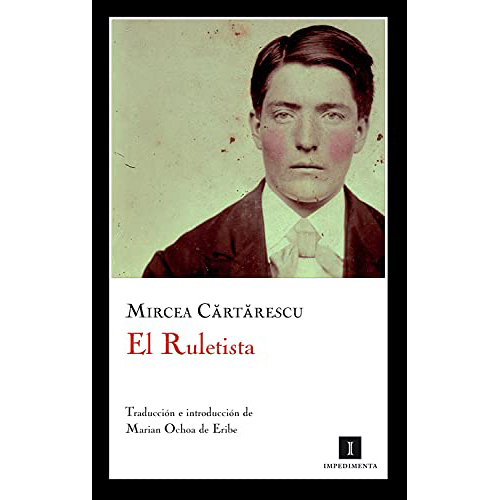 MIRCEA CĂRTĂRESCU
El Ruletista
Traducción e introducción de
Marian Ochoa de Eribe
I
IMPEDIMENTA